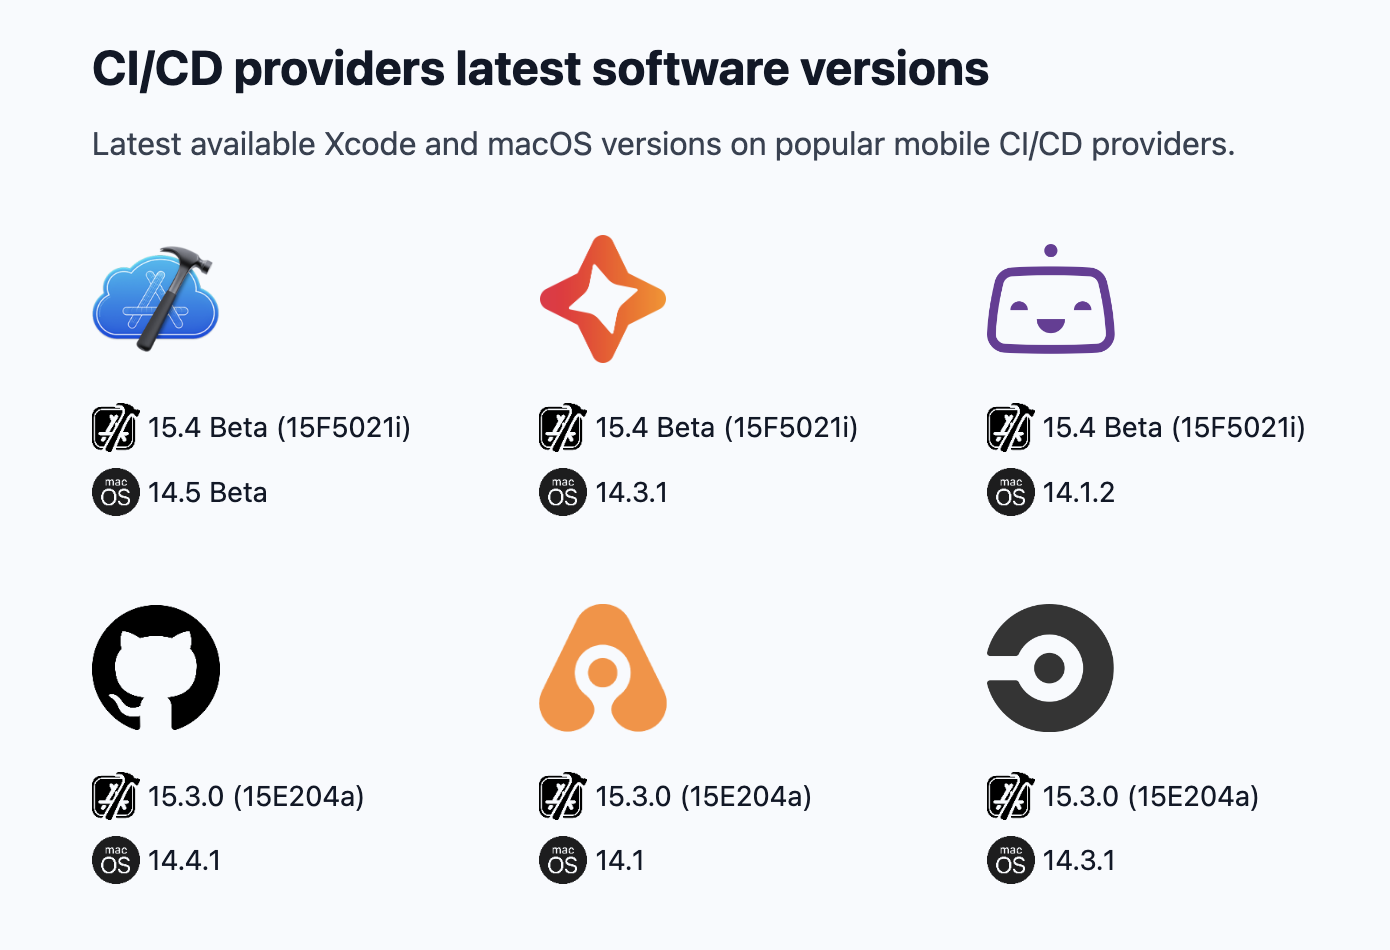 CI/CD providers latest software versions
Latest available Xcode and macOS versions on popular mobile CI/CD providers.
15.4 Beta (15F5021i)
mac
OS
14.5 Beta
15.4 Beta (15F5021i)
mac
OS
14.3.1
15.4 Beta (15F5021i)
mac
OS
14.1.2
15.3.0 (15E204a)
mac
OS
14.4.1
15.3.0 (15E204a)
mac
OS
14.1
15.3.0 (15E204a)
mac
OS
14.3.1